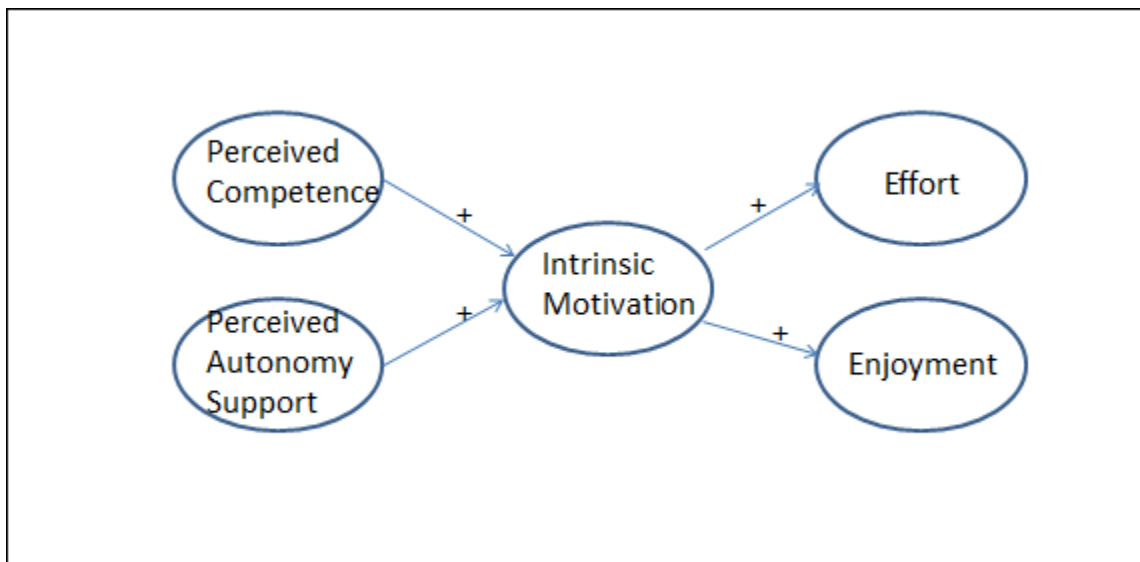 Perceived
Competence
+
Perceived
Autonomy
Support
+
Intrinsic
Motivation
+
Effort
+
Enjoyment